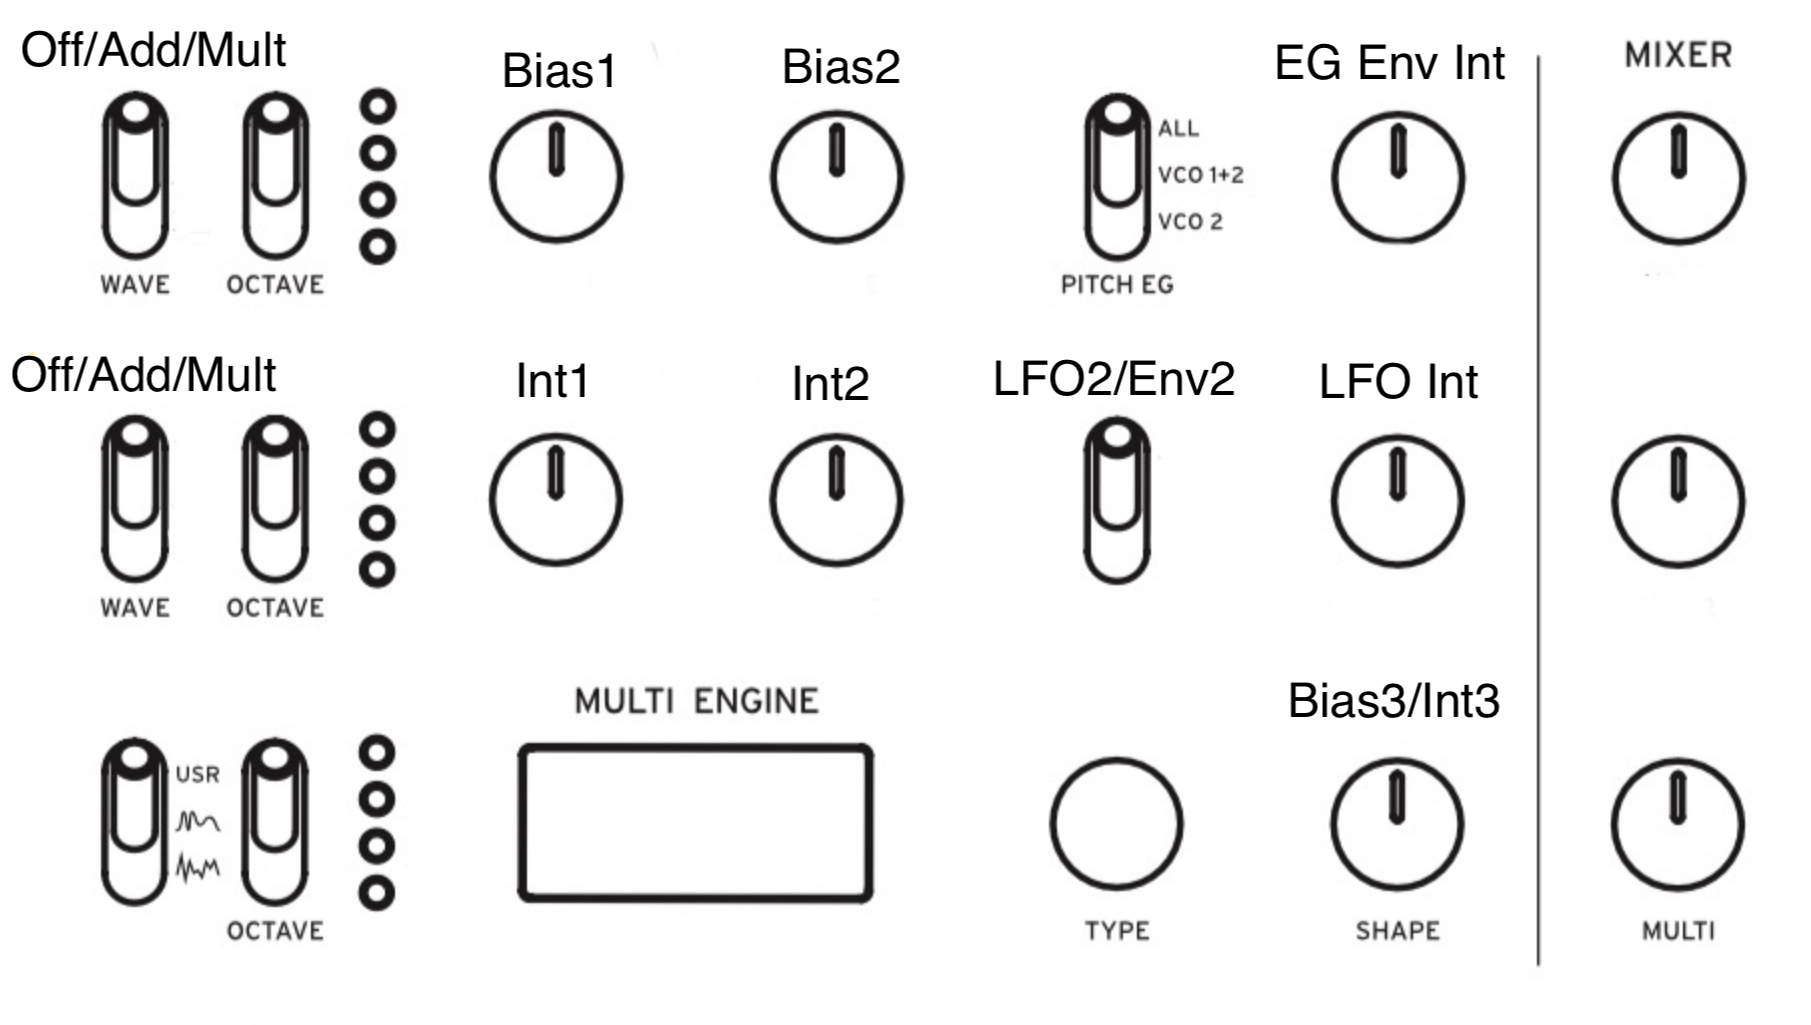 Off/Add/Mult
Bias1
Bias2
EG Env Int
MIXER
ALL
VCO 1+2
VCO 2
WAVE
OCTAVE
PITCH EG
Off/Add/Mult
Int1
Int2
LFO2/Env2
LFO Int
WAVE
OCTAVE
MULTI ENGINE
Bias3/Int3
USR
OCTAVE
TYPE
SHAPE
MULTI